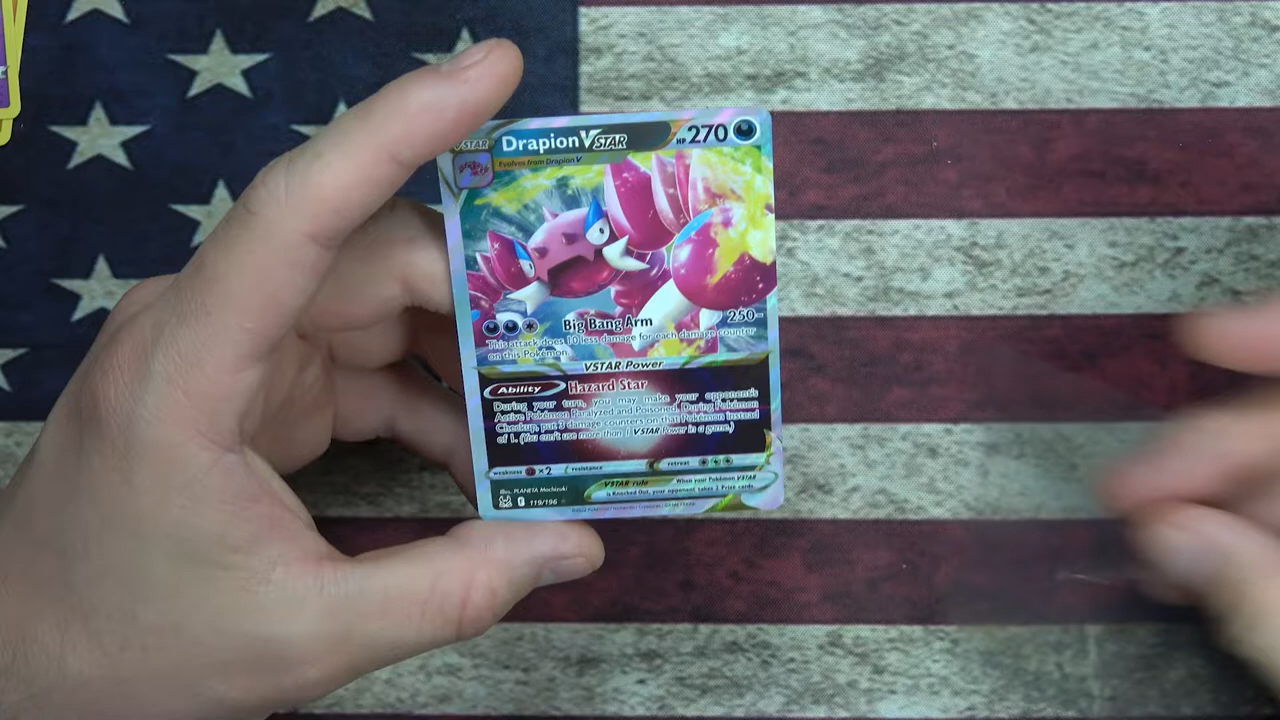 VSTAR
Drapion VSTAR
HP 270
Evolves from Drapion V
Big Bang Arm 250-
This attack does 10 less damage for each damage counter
on this Pokémon.
VSTAR Power
Ability Hazard Star
During your turn, you may make your opponent's
Active Pokémon Paralyzed and Poisoned. During Pokémon
Checkup, put 3 damage counters on that Pokémon instead
of 1. (You can't use more than 1 VSTAR Power in a game.)
weakness ×2 resistance retreat
Illus. PLANETA Mochizuki
VSTAR rule When your Pokémon VSTAR
is Knocked Out, your opponent takes 2 Prize cards.
G 119/196